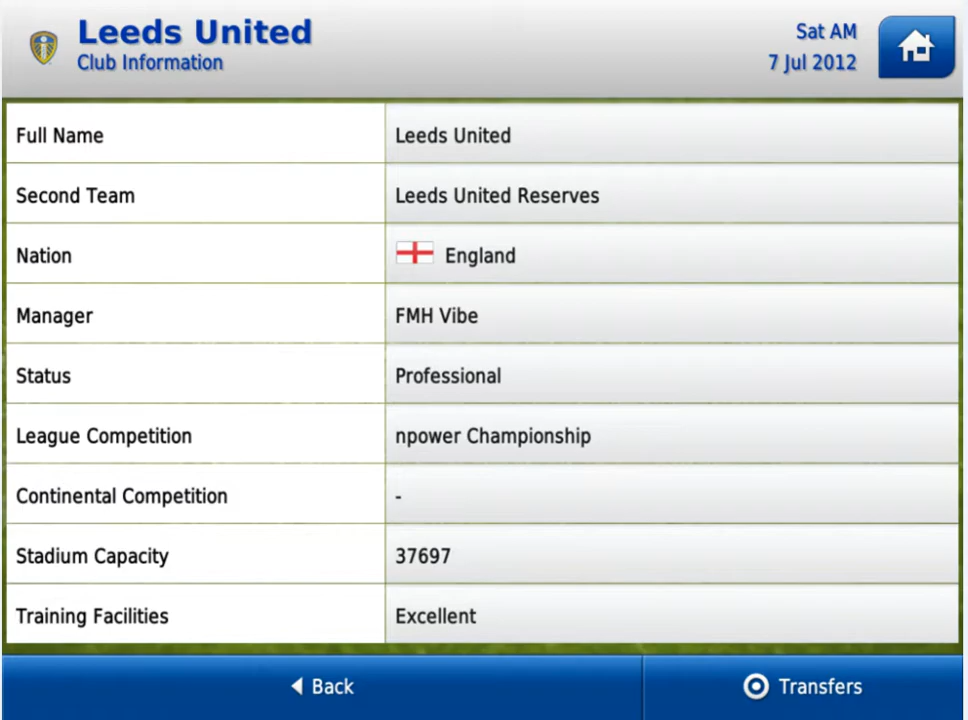 Leeds United
Club Information
Sat AM
7 Jul 2012
Full Name Leeds United
Second Team Leeds United Reserves
Nation England
Manager FMH Vibe
Status Professional
League Competition npower Championship
Continental Competition -
Stadium Capacity 37697
Training Facilities Excellent
Back Transfers